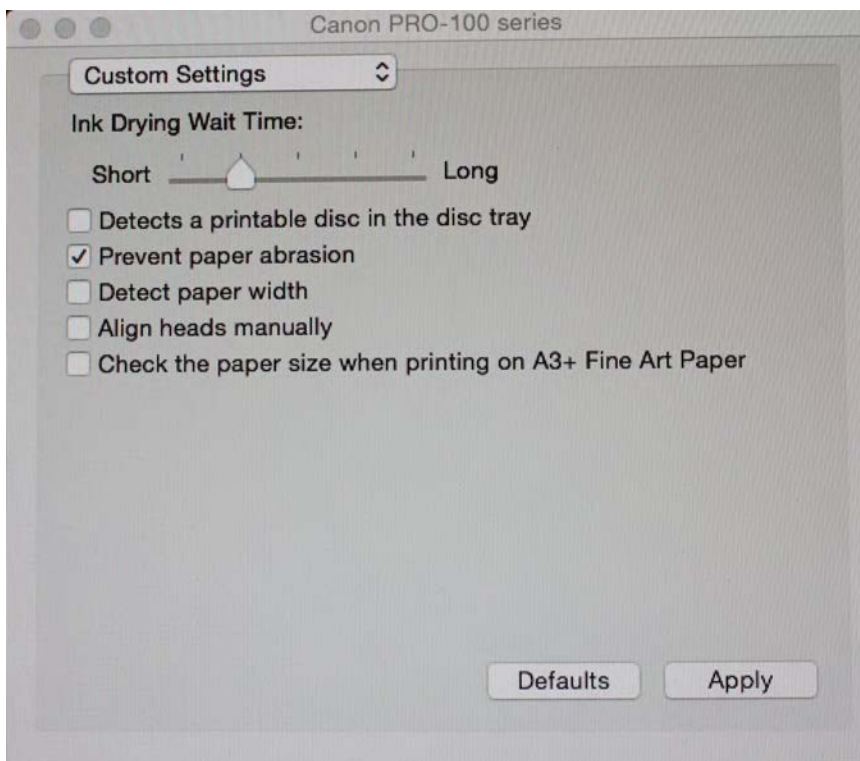 Canon PRO-100 series
Custom Settings
Ink Drying Wait Time:
Short Long
Detects a printable disc in the disc tray
Prevent paper abrasion
Detect paper width
Align heads manually
Check the paper size when printing on A3+ Fine Art Paper
Defaults Apply